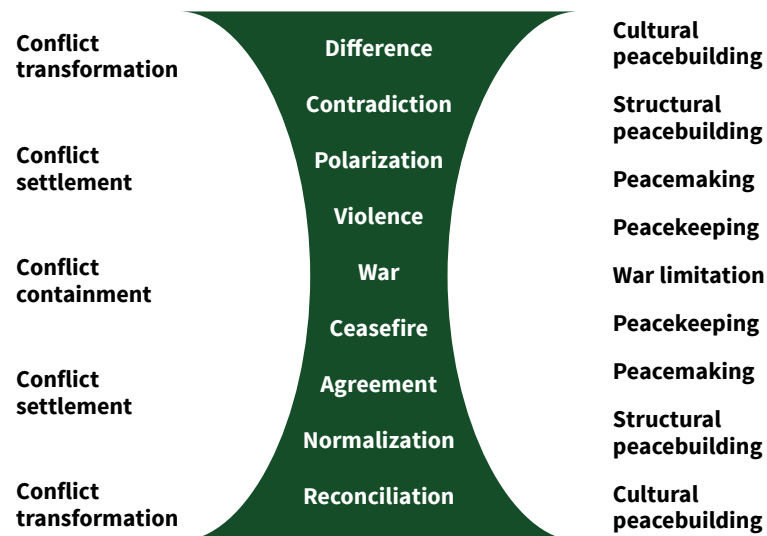 Conflict
transformation
Conflict
settlement
Conflict
containment
Conflict
settlement
Conflict
transformation
Difference
Contradiction
Polarization
Violence
War
Ceasefire
Agreement
Normalization
Reconciliation
Cultural
peacebuilding
Structural
peacebuilding
Peacemaking
Peacekeeping
War limitation
Peacekeeping
Peacemaking
Structural
peacebuilding
Cultural
peacebuilding